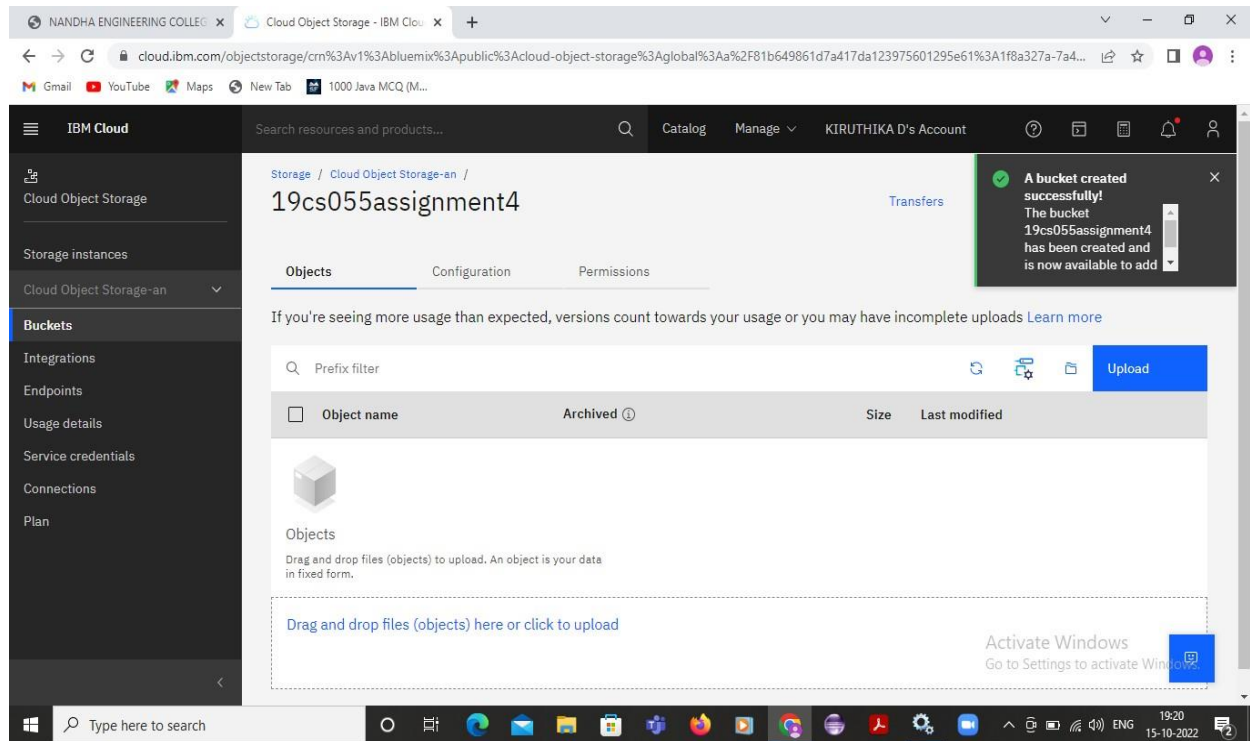 NANDHA ENGINEERING COLLEG
Cloud Object Storage - IBM Clou
cloud.ibm.com/objectstorage/crn%3Av1%3Abluemix%3Apublic%3Acloud-object-storage%3Aglobal%3Aa%2F81b649861d7a417da123975601295e61%3A1f8a327a-7a4...
Gmail YouTube Maps New Tab 1000 Java MCQ (M...
IBM Cloud
Search resources and products...
Catalog
Manage
KIRUTHIKA D's Account
Cloud Object Storage
Storage instances
Cloud Object Storage-an
Buckets
Integrations
Endpoints
Usage details
Service credentials
Connections
Plan
Storage / Cloud Object Storage-an /
19cs055assignment4
Transfers
A bucket created
successfully!
The bucket
19cs055assignment4
has been created and
is now available to add
Objects Configuration Permissions
If you're seeing more usage than expected, versions count towards your usage or you may have incomplete uploads Learn more
Prefix filter
Upload
Object name Archived Size Last modified
Objects
Drag and drop files (objects) to upload. An object is your data
in fixed form.
Drag and drop files (objects) here or click to upload
Activate Windows
Go to Settings to activate Windows.
Type here to search
ENG
19:20
15-10-2022
2